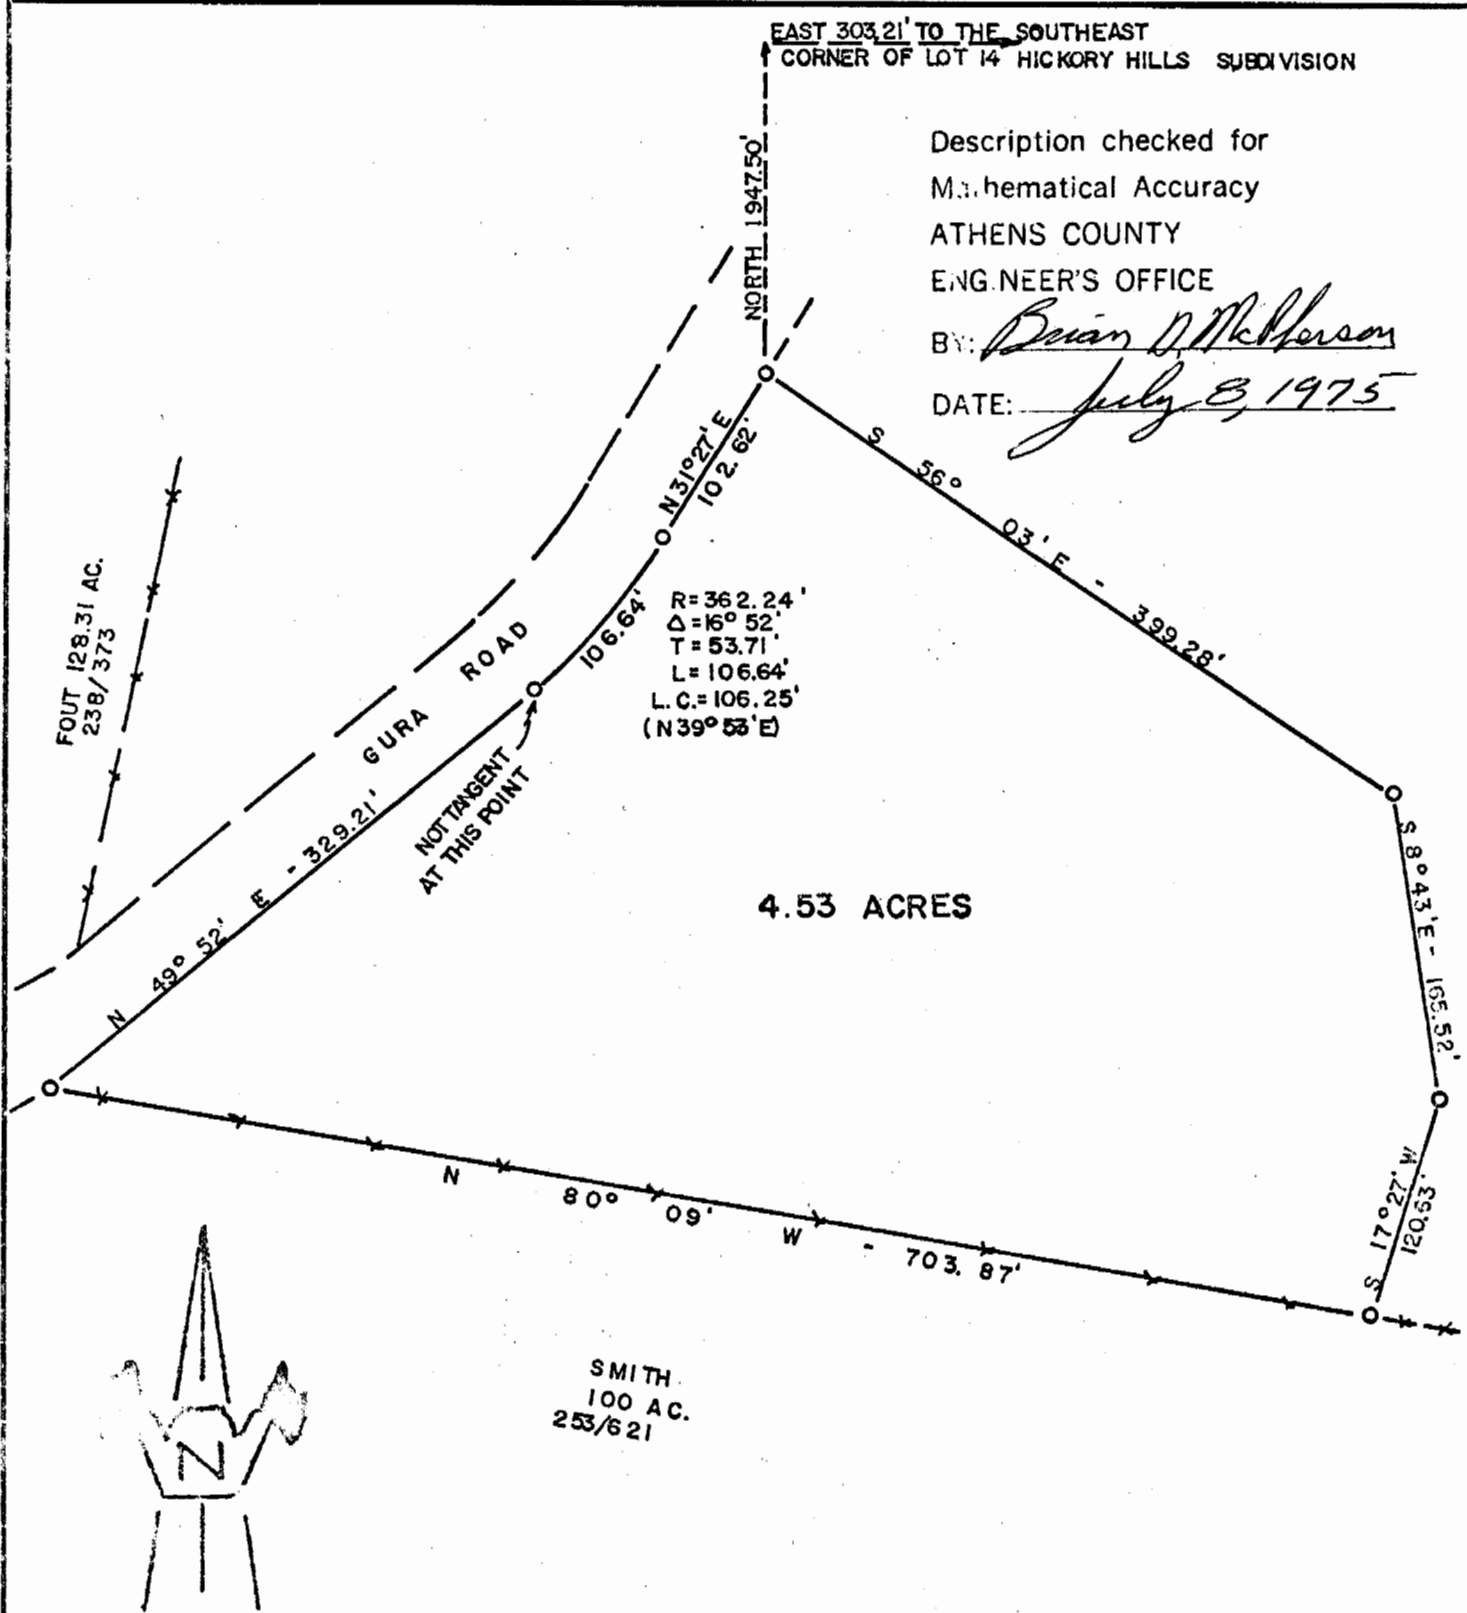 EAST 303.21' TO THE SOUTHEAST
CORNER OF LOT 14 HICKORY HILLS SUBDIVISION
NORTH 1947.50'
Description checked for
Mathematical Accuracy
ATHENS COUNTY
ENGINEER'S OFFICE
BY: Brian D. McPherson
DATE: July 8, 1975
N 31° 27' E
102.62'
S 56° 03' E - 399.28'
FOUT 128.31 AC.
238/373
GURA ROAD
106.64'
R=362.24'
Δ=16° 52'
T=53.71'
L=106.64'
L.C.=106.25'
(N 39° 53' E)
NOT TANGENT
AT THIS POINT
N 49° 52' E - 329.21'
4.53 ACRES
S 8° 43' E - 165.52'
S 17° 27' W
120.63'
N 80° 09' W - 703.87'
SMITH
100 AC.
253/621
N